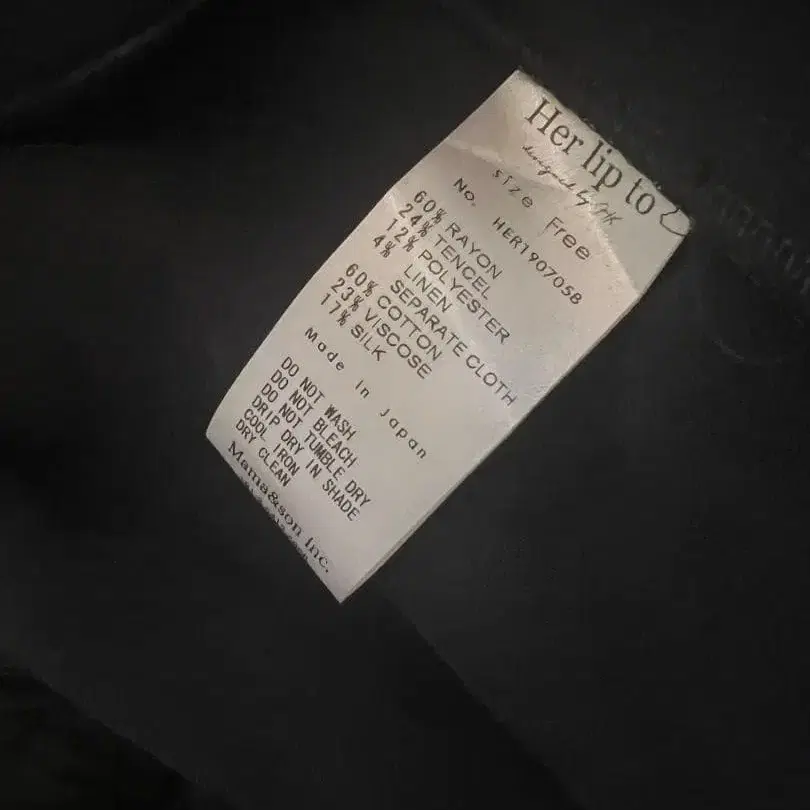 Her lip to
designed by
size Free
No. HER1907058
60% RAYON
24% TENCEL
12% POLYESTER
4% LINEN
SEPARATE CLOTH
60% COTTON
23% VISCOSE
17% SILK
Made in Japan
DO NOT WASH
DO NOT BLEACH
DO NOT TUMBLE DRY
DRIP DRY IN SHADE
COOL IRON
DRY CLEAN
Mama&son Inc.